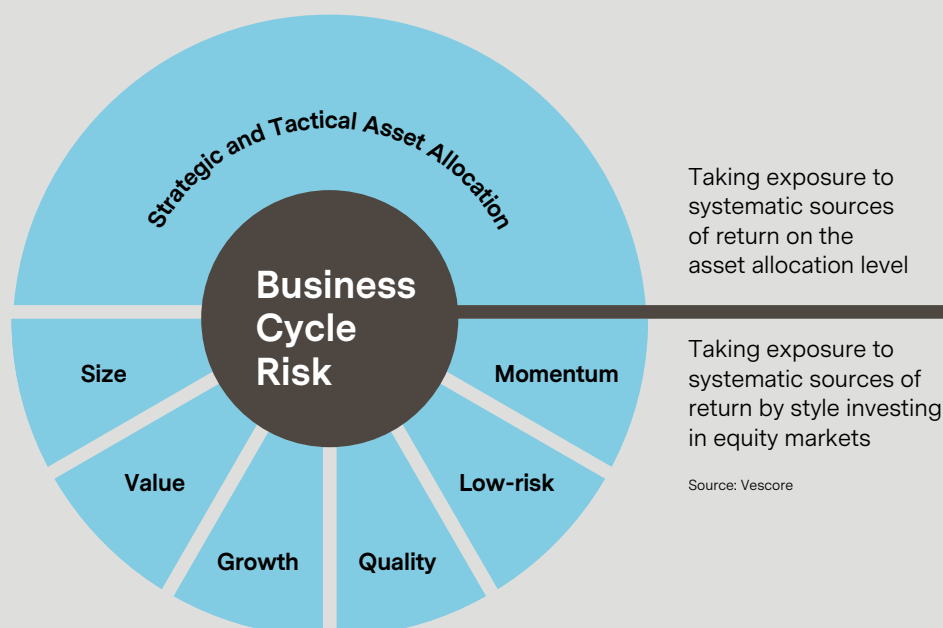 Strategic and Tactical Asset Allocation
Business
Cycle
Risk
Taking exposure to
systematic sources
of return on the
asset allocation level
Size
Value
Growth
Quality
Low-risk
Momentum
Taking exposure to
systematic sources of
return by style investing
in equity markets
Source: Vescore